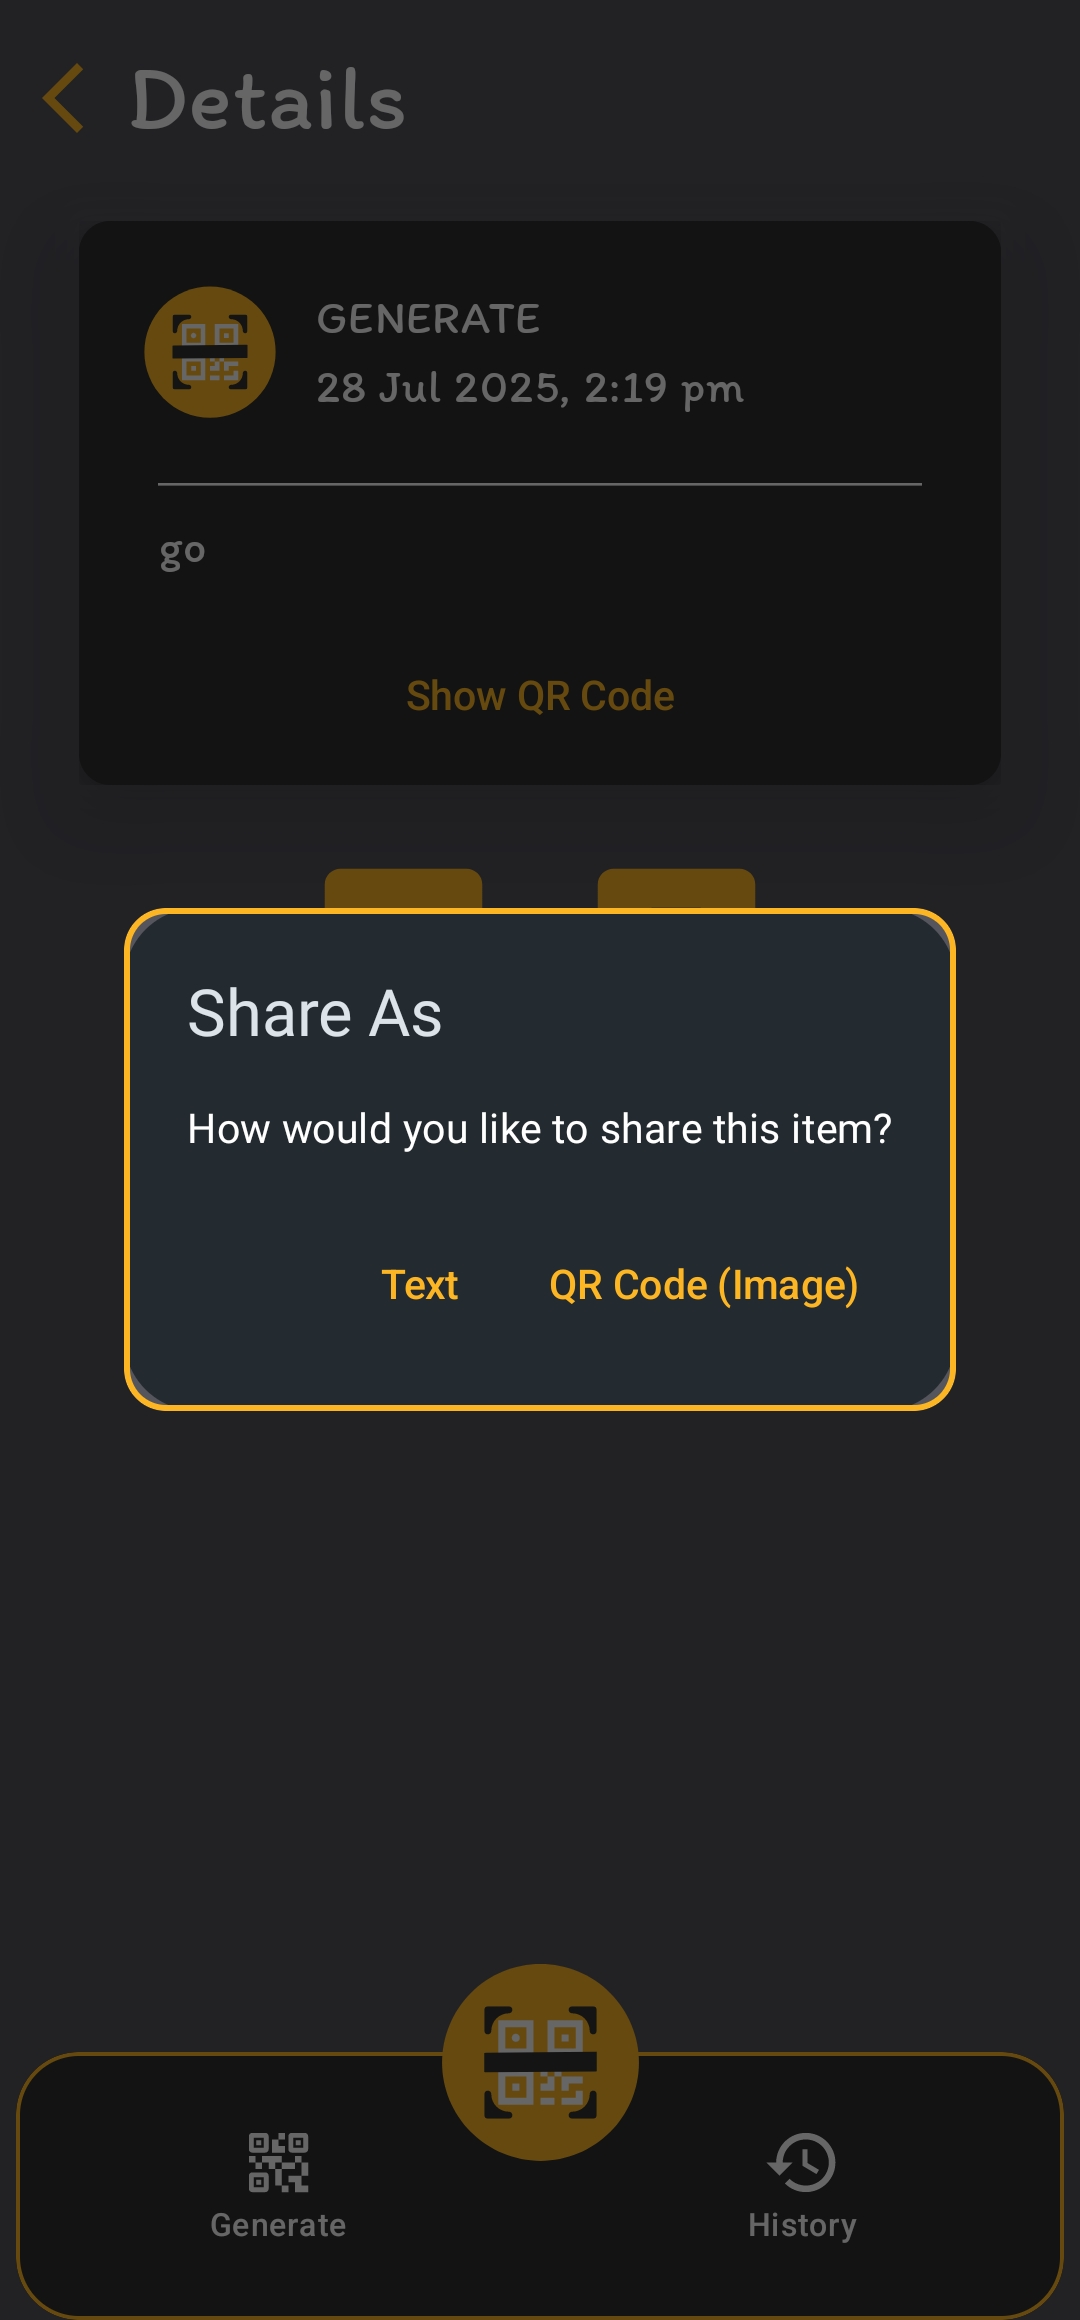 Details
GENERATE
28 Jul 2025, 2:19 pm
go
Show QR Code
Share As
How would you like to share this item?
Text QR Code (Image)
Generate History